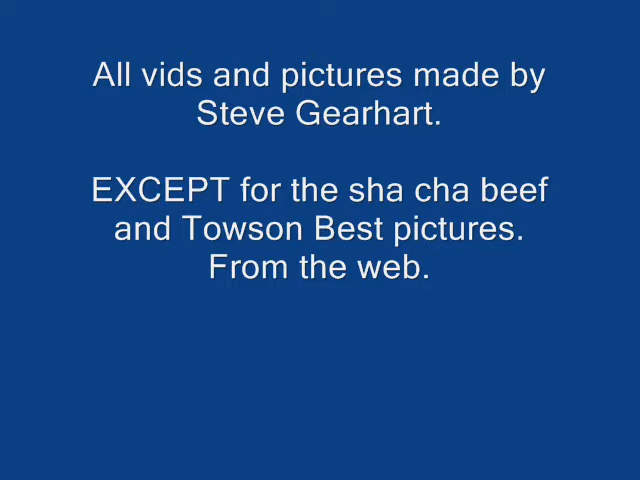 All vids and pictures made by
Steve Gearhart.
EXCEPT for the sha cha beef
and Towson Best pictures.
From the web.